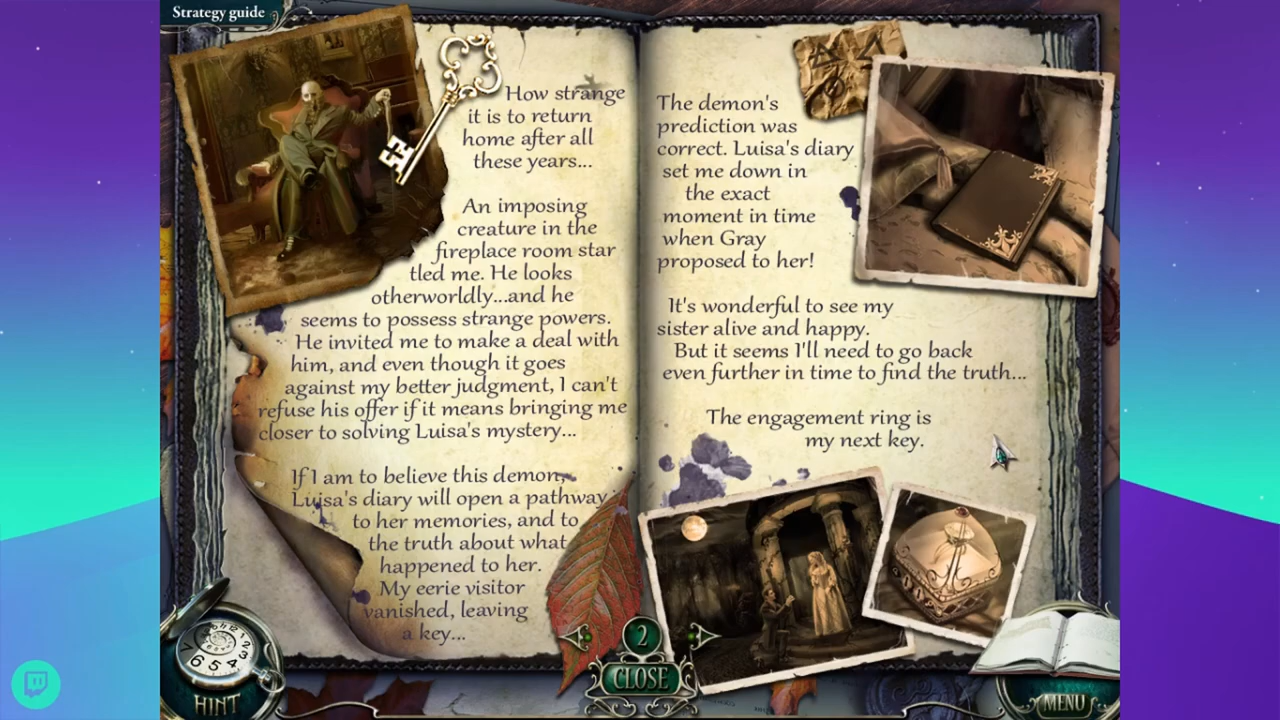 Strategy guide
How strange
it is to return
home after all
these years...
An imposing
creature in the
fireplace room star
tled me. He looks
otherworldly...and he
seems to possess strange powers.
He invited me to make a deal with
him, and even though it goes
against my better judgment, I can't
refuse his offer if it means bringing me
closer to solving Luisa's mystery...
If I am to believe this demon,
Luisa's diary will open a pathway
to her memories, and to
the truth about what
happened to her.
My eerie visitor
vanished, leaving
a key...
The demon's
prediction was
correct. Luisa's diary
set me down in
the exact
moment in time
when Gray
proposed to her!
It's wonderful to see my
sister alive and happy.
But it seems I'll need to go back
even further in time to find the truth...
The engagement ring is
my next key.
2
CLOSE
HINT
MENU